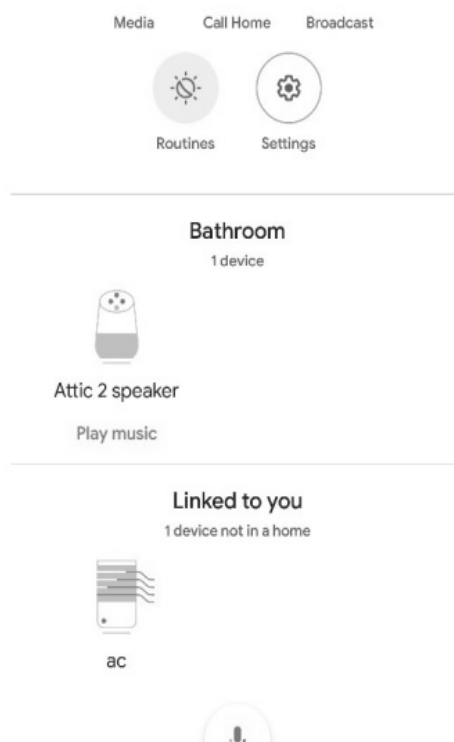 Media Call Home Broadcast
Routines Settings
Bathroom
1 device
Attic 2 speaker
Play music
Linked to you
1 device not in a home
ac